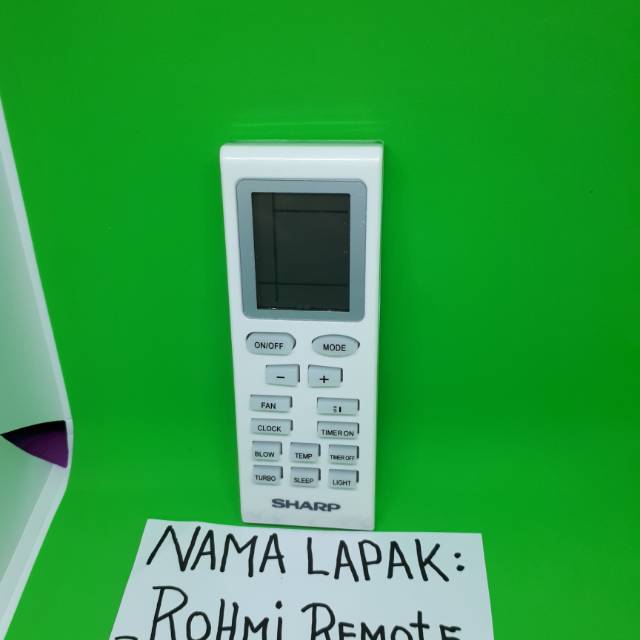 ON/OFF MODE
- +
FAN
CLOCK TIMER ON
BLOW TEMP TIMER OFF
TURBO SLEEP LIGHT
SHARP
NAMA LAPAK:
- ROHMi REMOTE